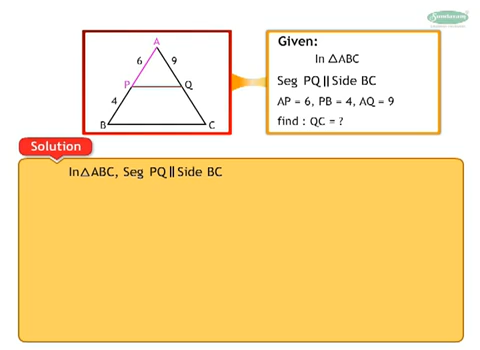 Sundaram
A
6
9
P
Q
4
B
C
Given:
In △ABC
Seg PQ || Side BC
AP = 6, PB = 4, AQ = 9
find : QC = ?
Solution
In△ABC, Seg PQ || Side BC